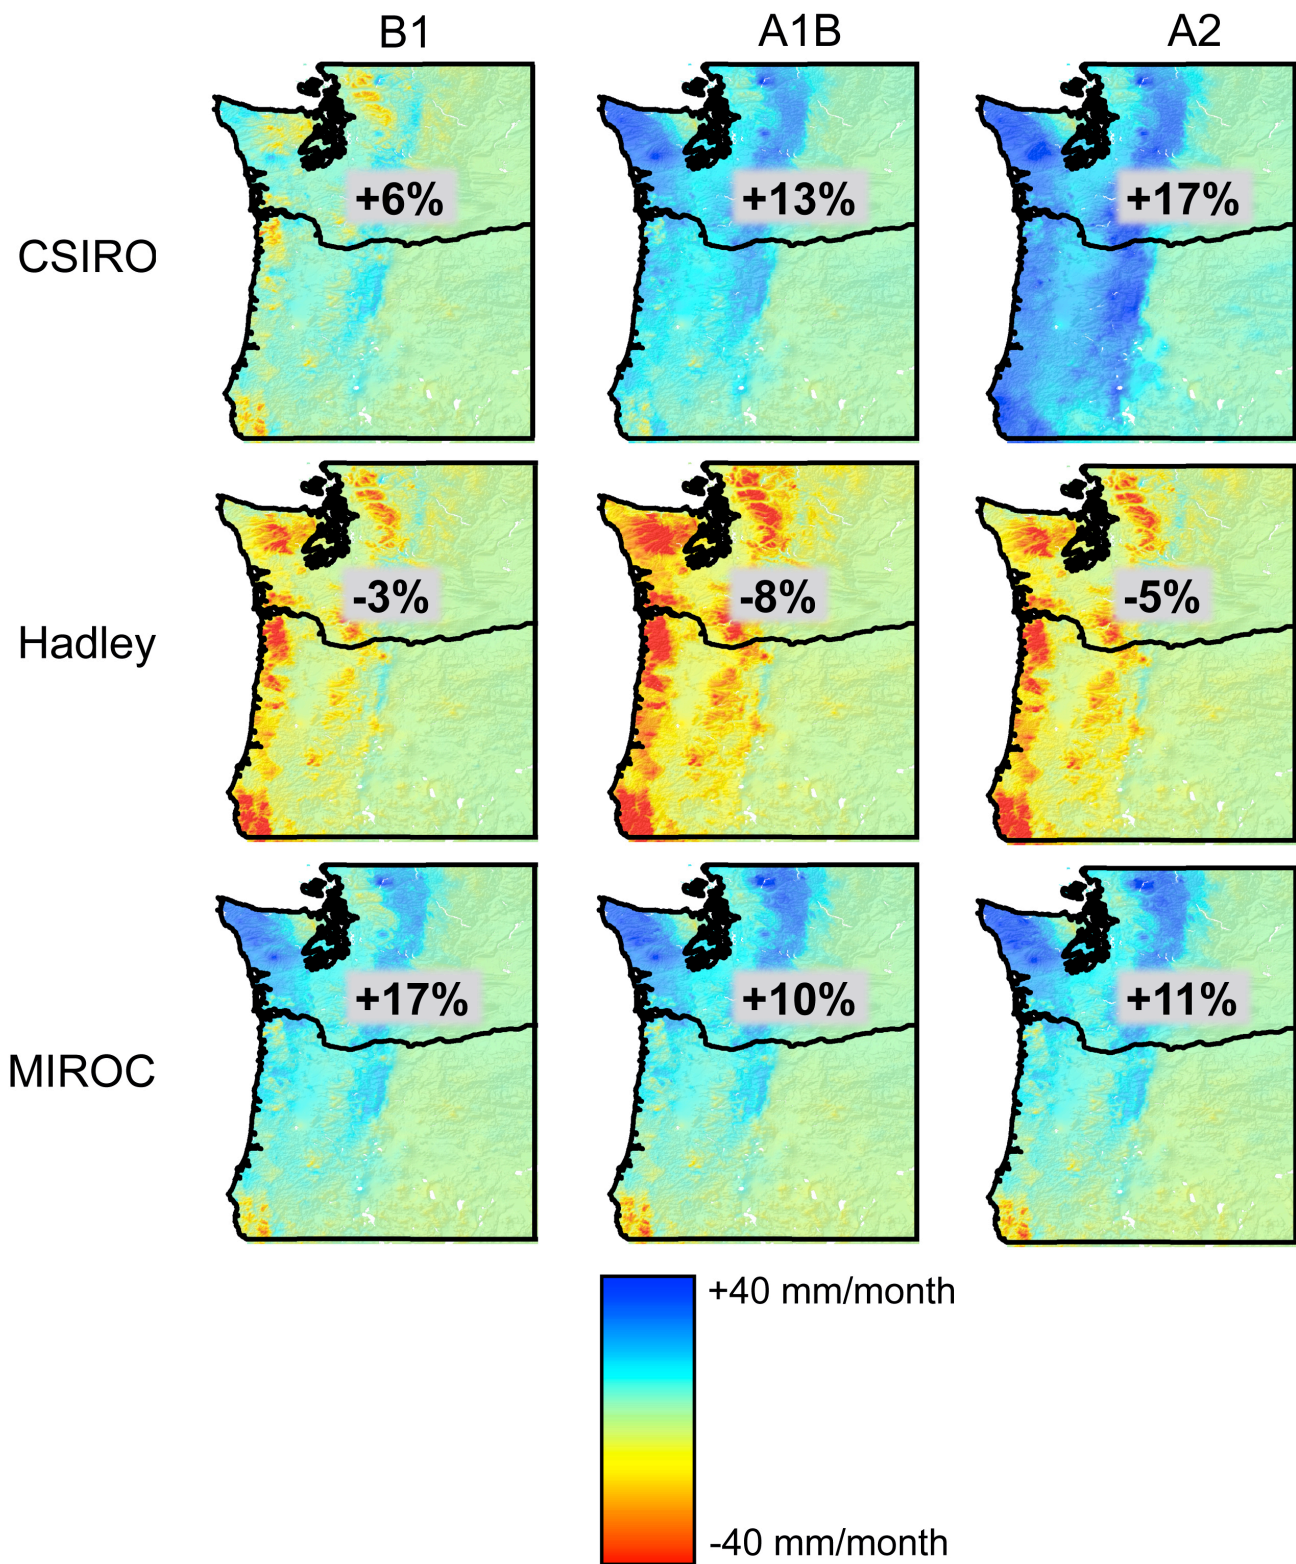 B1 A1B A2
CSIRO +6% +13% +17%
Hadley -3% -8% -5%
MIROC +17% +10% +11%
+40 mm/month
-40 mm/month